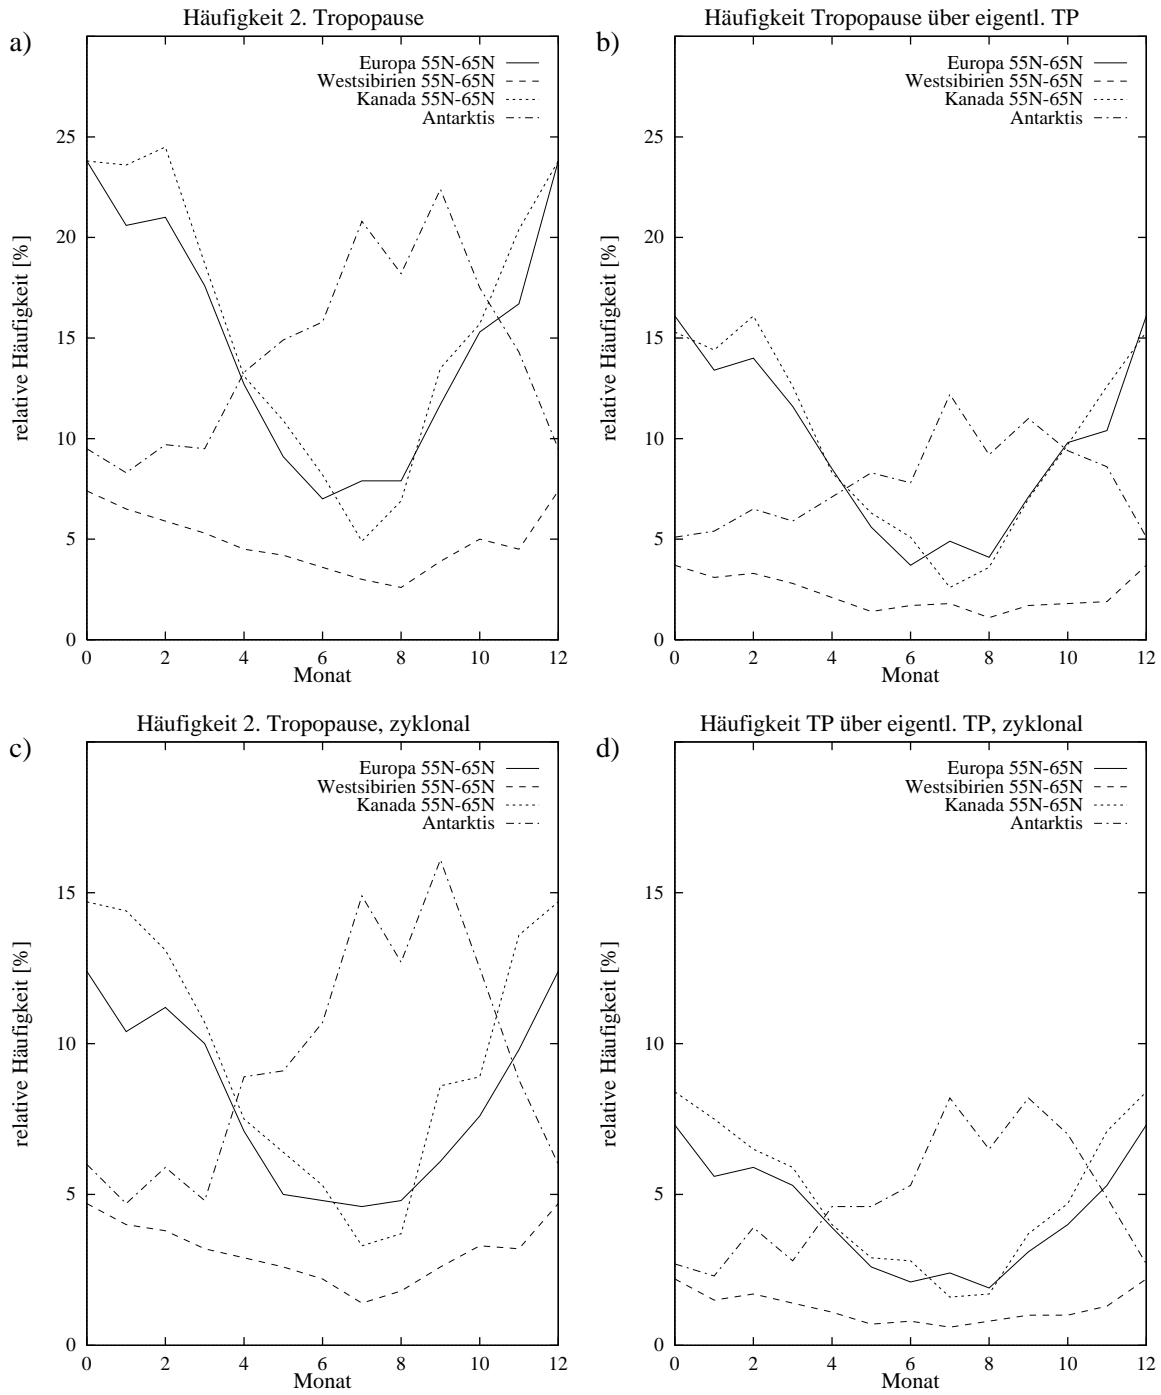 Häufigkeit 2. Tropopause
a)
Europa 55N-65N
Westsibirien 55N-65N
Kanada 55N-65N
Antarktis
25
20
15
10
5
0
relative Häufigkeit [%]
0 2 4 6 8 10 12
Monat
Häufigkeit Tropopause über eigentl. TP
b)
Europa 55N-65N
Westsibirien 55N-65N
Kanada 55N-65N
Antarktis
25
20
15
10
5
0
relative Häufigkeit [%]
0 2 4 6 8 10 12
Monat
Häufigkeit 2. Tropopause, zyklonal
c)
Europa 55N-65N
Westsibirien 55N-65N
Kanada 55N-65N
Antarktis
15
10
5
0
relative Häufigkeit [%]
0 2 4 6 8 10 12
Monat
Häufigkeit TP über eigentl. TP, zyklonal
d)
Europa 55N-65N
Westsibirien 55N-65N
Kanada 55N-65N
Antarktis
15
10
5
0
relative Häufigkeit [%]
0 2 4 6 8 10 12
Monat